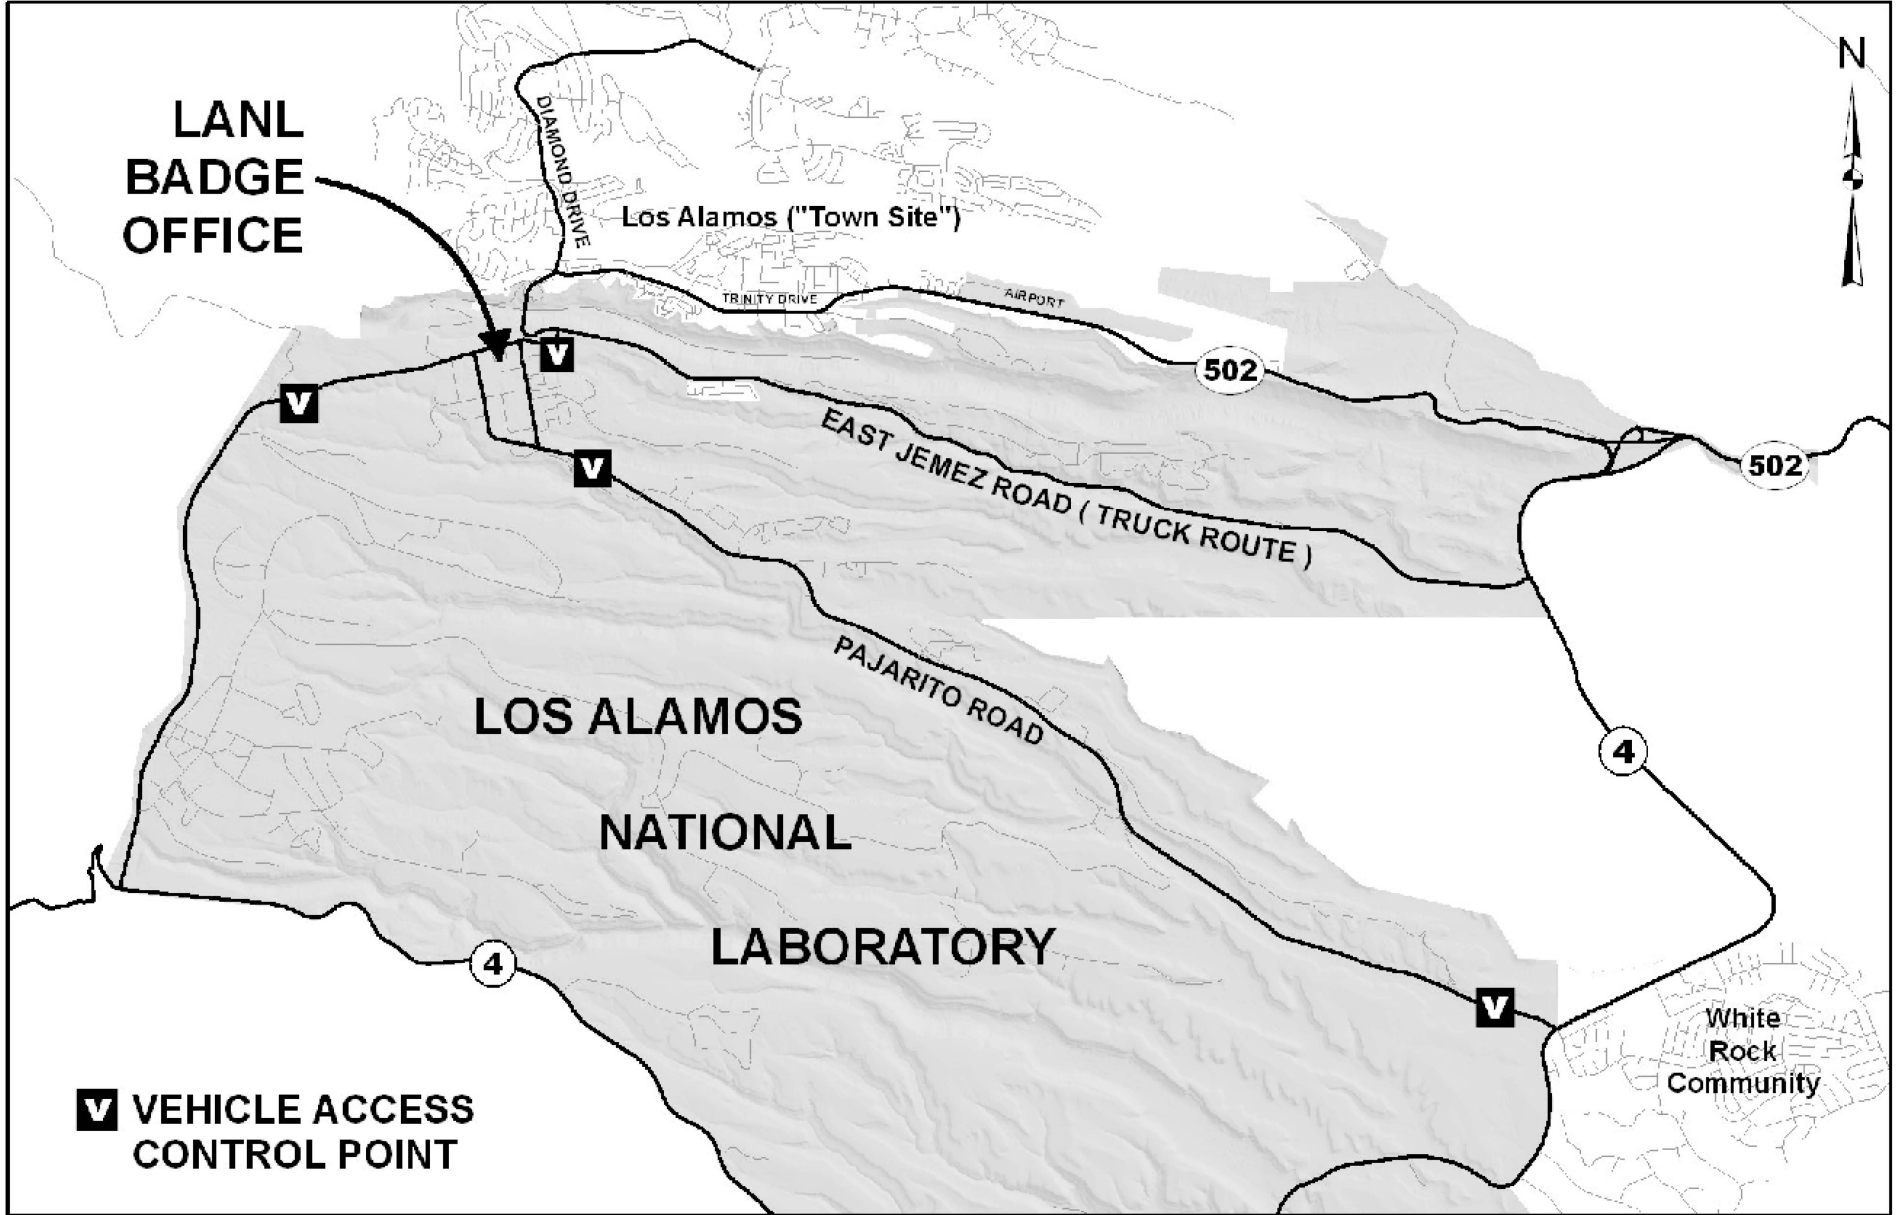 N
LANL
BADGE
OFFICE
DIAMOND DRIVE
Los Alamos ("Town Site")
TRINITY DRIVE
AIRPORT
V
502
V
EAST JEMEZ ROAD ( TRUCK ROUTE )
502
V
PAJARITO ROAD
LOS ALAMOS
4
NATIONAL
LABORATORY
4
V
White
Rock
Community
V VEHICLE ACCESS
CONTROL POINT